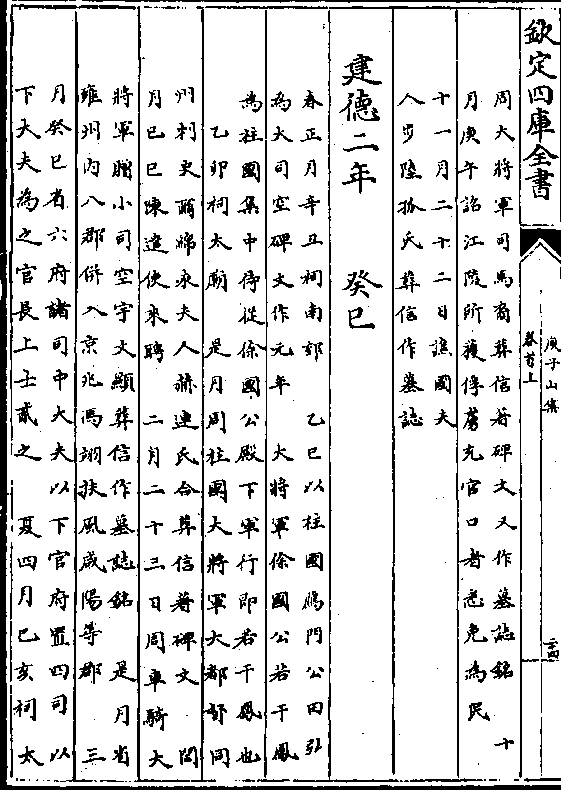 欽定四庫全書
庾子山集
卷首上
二十四
周大將軍司馬裔葬信著碑文又作墓誌銘　十
月庚午詔江陵所獲俘虜充官口者悉免為民
十一月二十二日譙國夫
人步陸孤氏葬信作墓誌
建德二年　癸巳
春正月辛丑祠南郊　乙巳以柱國鴈門公田弘
為大司空碑文作元年　大將軍徐國公若干鳳
為柱國集中侍從徐國公殿下軍行即若干鳳也
乙卯祠太廟　是月周柱國大將軍大都督同
州刺史爾綿永夫人赫連氏合葬信著碑文　閏
月己巳陳遣使來聘　二月二十三日周車騎大
將軍贈小司空宇文顯葬信作墓誌銘　是月省
雍州內八郡併入京兆馮翊扶風咸陽等郡　三
月癸巳省六府諸司中大夫以下官府置四司以
下大夫為之官長上士貳之　夏四月己亥祠太